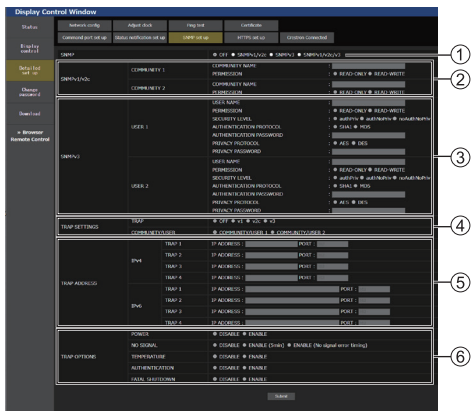 Display Control Window
Status
Network config
Adjust clock
Ping test
Certificate
Command port set up
Status notification set up
SNMP set up
HTTPS set up
Crestron Connected
Display control
Detailed set up
Change password
Download
» Browser Remote Control
SNMP : OFF SNMPv1/v2c SNMPv3 SNMPv1/v2c/v3 ①
SNMPv1/v2c ②
COMMUNITY 1
COMMUNITY NAME :
PERMISSION : READ-ONLY READ-WRITE
COMMUNITY 2
COMMUNITY NAME :
PERMISSION : READ-ONLY READ-WRITE
SNMPv3 ③
USER 1
USER NAME :
PERMISSION : READ-ONLY READ-WRITE
SECURITY LEVEL : authPriv authNoPriv noAuthNoPriv
AUTHENTICATION PROTOCOL : SHA1 MD5
AUTHENTICATION PASSWORD :
PRIVACY PROTOCOL : AES DES
PRIVACY PASSWORD :
USER 2
USER NAME :
PERMISSION : READ-ONLY READ-WRITE
SECURITY LEVEL : authPriv authNoPriv noAuthNoPriv
AUTHENTICATION PROTOCOL : SHA1 MD5
AUTHENTICATION PASSWORD :
PRIVACY PROTOCOL : AES DES
PRIVACY PASSWORD :
TRAP SETTINGS ④
TRAP : OFF v1 v2c v3
COMMUNITY/USER : COMMUNITY/USER 1 COMMUNITY/USER 2
TRAP ADDRESS ⑤
IPv4
TRAP 1 IP ADDRESS : PORT :
TRAP 2 IP ADDRESS : PORT :
TRAP 3 IP ADDRESS : PORT :
TRAP 4 IP ADDRESS : PORT :
IPv6
TRAP 1 IP ADDRESS : PORT :
TRAP 2 IP ADDRESS : PORT :
TRAP 3 IP ADDRESS : PORT :
TRAP 4 IP ADDRESS : PORT :
TRAP OPTIONS ⑥
POWER : DISABLE ENABLE
NO SIGNAL : DISABLE ENABLE (5min) ENABLE (No signal error timing)
TEMPERATURE : DISABLE ENABLE
AUTHENTICATION : DISABLE ENABLE
FATAL SHUTDOWN : DISABLE ENABLE
Submit